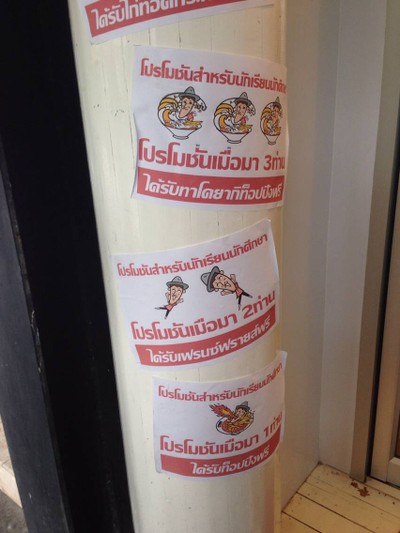 ได้รับไก่ทอด
โปรโมชันสำหรับนักเรียนนักศึกษา
โปรโมชั่นเมื่อมา 3ท่าน
ได้รับทาโดยากิท็อปปิงฟรี
โปรโมชันสำหรับนักเรียนนักศึกษา
โปรโมชันเมื่อมา 2ท่าน
ได้รับเฟรนซ์ฟรายส์ฟรี
โปรโมชันสำหรับนักเรียนนักศึกษา
โปรโมชันเมื่อมา 1ท่าน
ได้รับท็อปปิงฟรี